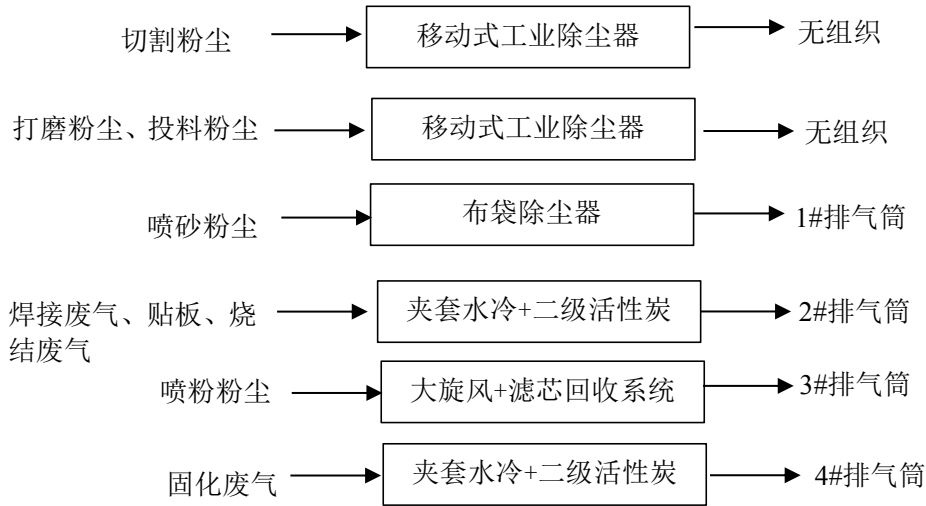 切割粉尘 移动式工业除尘器 无组织
打磨粉尘、投料粉尘 移动式工业除尘器 无组织
喷砂粉尘 布袋除尘器 1#排气筒
焊接废气、贴板、烧
结废气 夹套水冷+二级活性炭 2#排气筒
喷粉粉尘 大旋风+滤芯回收系统 3#排气筒
固化废气 夹套水冷+二级活性炭 4#排气筒